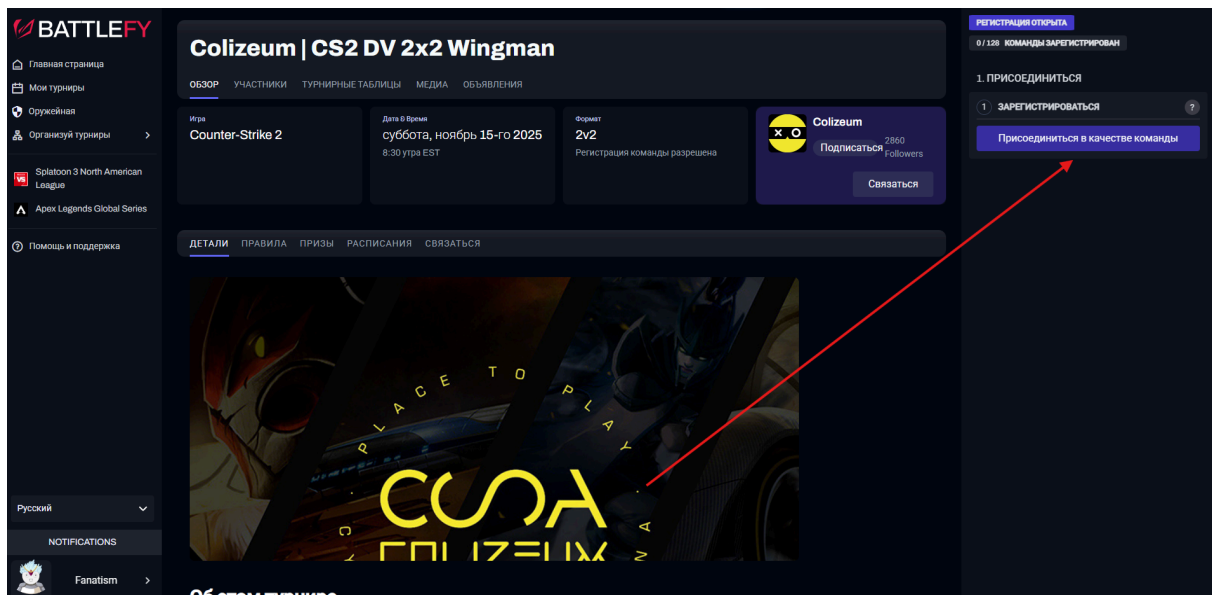 BATTLEFY
Главная страница
Мои турниры
Оружейная
Организуй турниры
VS
Splatoon 3 North American
League
Apex Legends Global Series
Помощь и поддержка
Русский
NOTIFICATIONS
Fanatism
Colizeum | CS2 DV 2x2 Wingman
ОБЗОР УЧАСТНИКИ ТУРНИРНЫЕ ТАБЛИЦЫ МЕДИА ОБЪЯВЛЕНИЯ
Игра
Counter-Strike 2
Дата & Время
суббота, ноябрь 15-го 2025
8:30 утра EST
Формат
2v2
Регистрация команды разрешена
Colizeum
Подписаться
2860
Followers
Связаться
ДЕТАЛИ ПРАВИЛА ПРИЗЫ РАСПИСАНИЯ СВЯЗАТЬСЯ
PLACE TO PLAY
COLIZEUM
Об этом турнире
РЕГИСТРАЦИЯ ОТКРЫТА
0 / 128 КОМАНДЫ ЗАРЕГИСТРИРОВАН
1. ПРИСОЕДИНИТЬСЯ
1 ЗАРЕГИСТРИРОВАТЬСЯ ?
Присоединиться в качестве команды